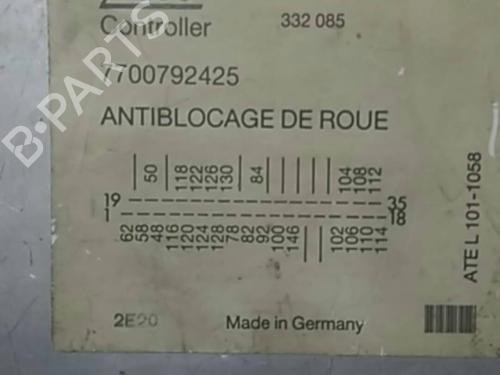 Controller 332 085
7700792425
ANTIBLOCAGE DE ROUE
50 118 122 126 130 84 104 108 112
19 35
1 18
62 58 48 116 120 124 128 78 82 92 100 146 102 106 110 114
2E20 Made in Germany
ATE L 101-1058
B-PARTS